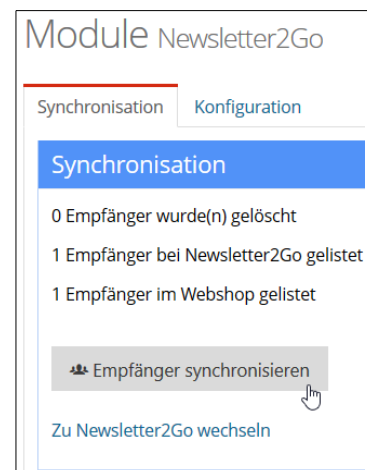 Module Newsletter2Go
Synchronisation Konfiguration
Synchronisation
0 Empfänger wurde(n) gelöscht
1 Empfänger bei Newsletter2Go gelistet
1 Empfänger im Webshop gelistet
Empfänger synchronisieren
Zu Newsletter2Go wechseln